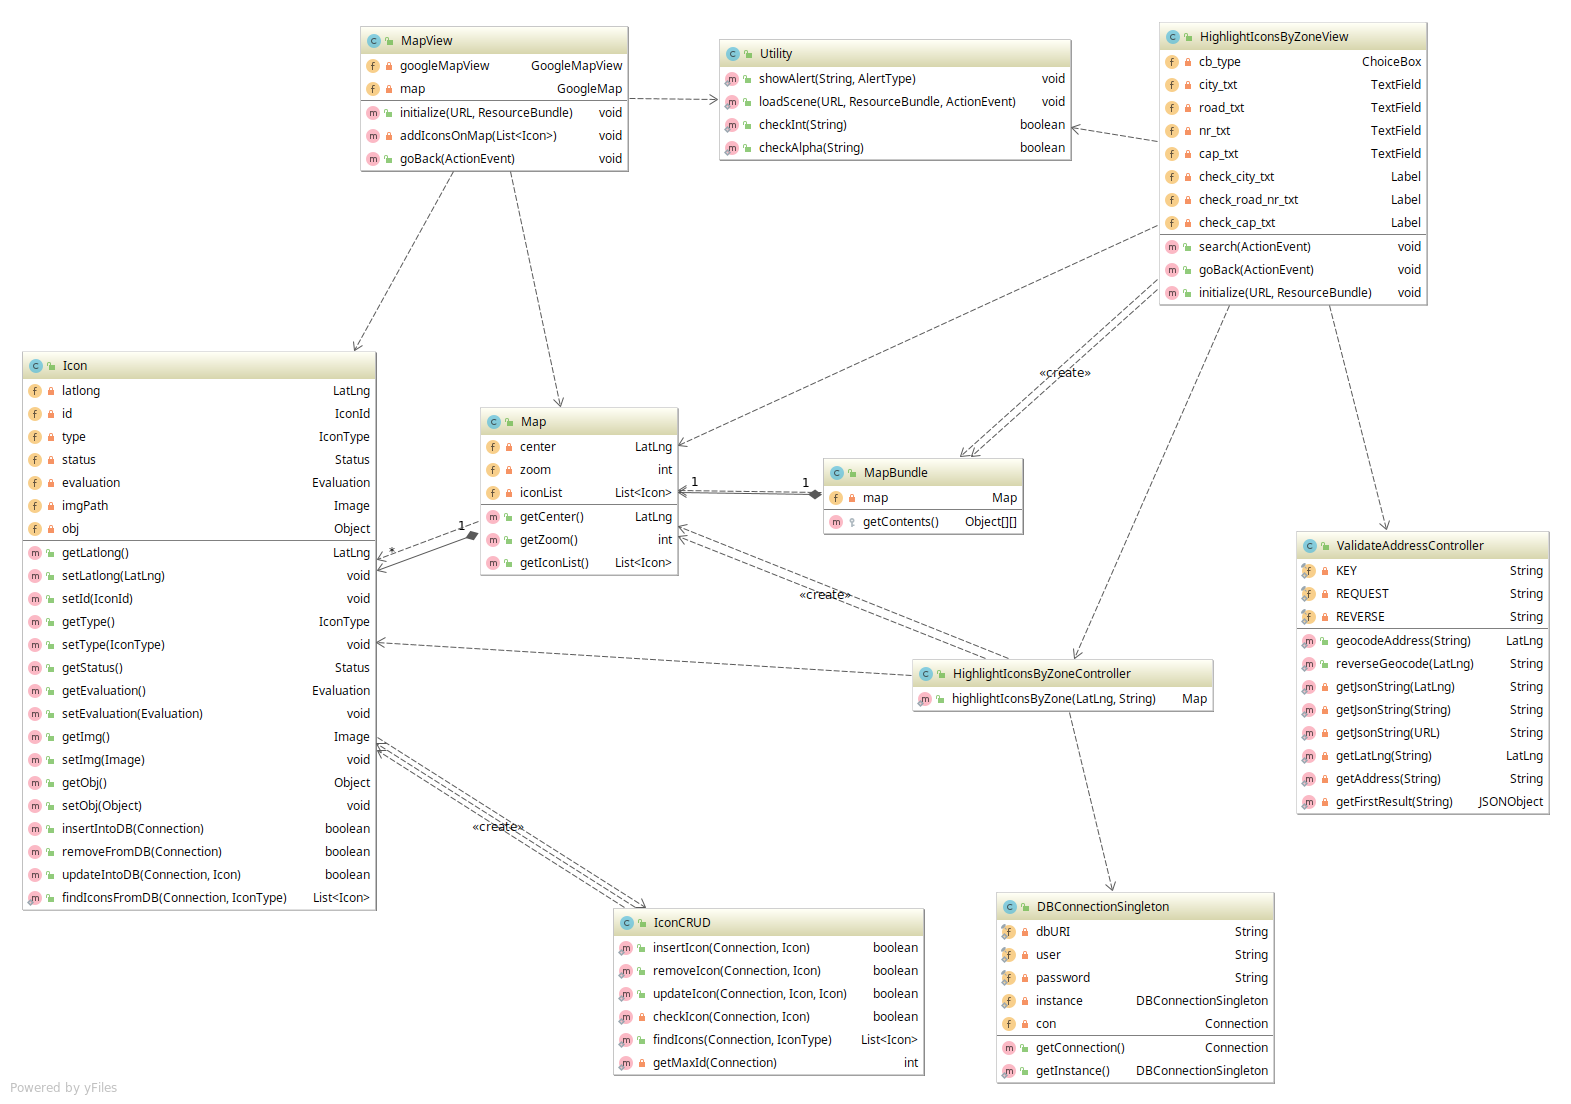 MapView
googleMapView GoogleMapView
map GoogleMap
initialize(URL, ResourceBundle) void
addIconsOnMap(List<Icon>) void
goBack(ActionEvent) void
Utility
showAlert(String, AlertType) void
loadScene(URL, ResourceBundle, ActionEvent) void
checkInt(String) boolean
checkAlpha(String) boolean
HighlightIconsByZoneView
cb_type ChoiceBox
city_txt TextField
road_txt TextField
nr_txt TextField
cap_txt TextField
check_city_txt Label
check_road_nr_txt Label
check_cap_txt Label
search(ActionEvent) void
goBack(ActionEvent) void
initialize(URL, ResourceBundle) void
«create»
Icon
latlong LatLng
id IconId
type IconType
status Status
evaluation Evaluation
imgPath Image
obj Object
getLatlong() LatLng
setLatlong(LatLng) void
setId(IconId) void
getType() IconType
setType(IconType) void
getStatus() Status
getEvaluation() Evaluation
setEvaluation(Evaluation) void
getImg() Image
setImg(Image) void
getObj() Object
setObj(Object) void
insertIntoDB(Connection) boolean
removeFromDB(Connection) boolean
updateIntoDB(Connection, Icon) boolean
findIconsFromDB(Connection, IconType) List<Icon>
Map
center LatLng
zoom int
iconList List<Icon>
getCenter() LatLng
getZoom() int
getIconList() List<Icon>
1
*
1
1
MapBundle
map Map
getContents() Object[][]
«create»
ValidateAddressController
KEY String
REQUEST String
REVERSE String
geocodeAddress(String) LatLng
reverseGeocode(LatLng) String
getJsonString(LatLng) String
getJsonString(String) String
getJsonString(URL) String
getLatLng(String) LatLng
getAddress(String) String
getFirstResult(String) JSONObject
HighlightIconsByZoneController
highlightIconsByZone(LatLng, String) Map
«create»
IconCRUD
insertIcon(Connection, Icon) boolean
removeIcon(Connection, Icon) boolean
updateIcon(Connection, Icon, Icon) boolean
checkIcon(Connection, Icon) boolean
findIcons(Connection, IconType) List<Icon>
getMaxId(Connection) int
DBConnectionSingleton
dbURI String
user String
password String
instance DBConnectionSingleton
con Connection
getConnection() Connection
getInstance() DBConnectionSingleton
Powered by yFiles